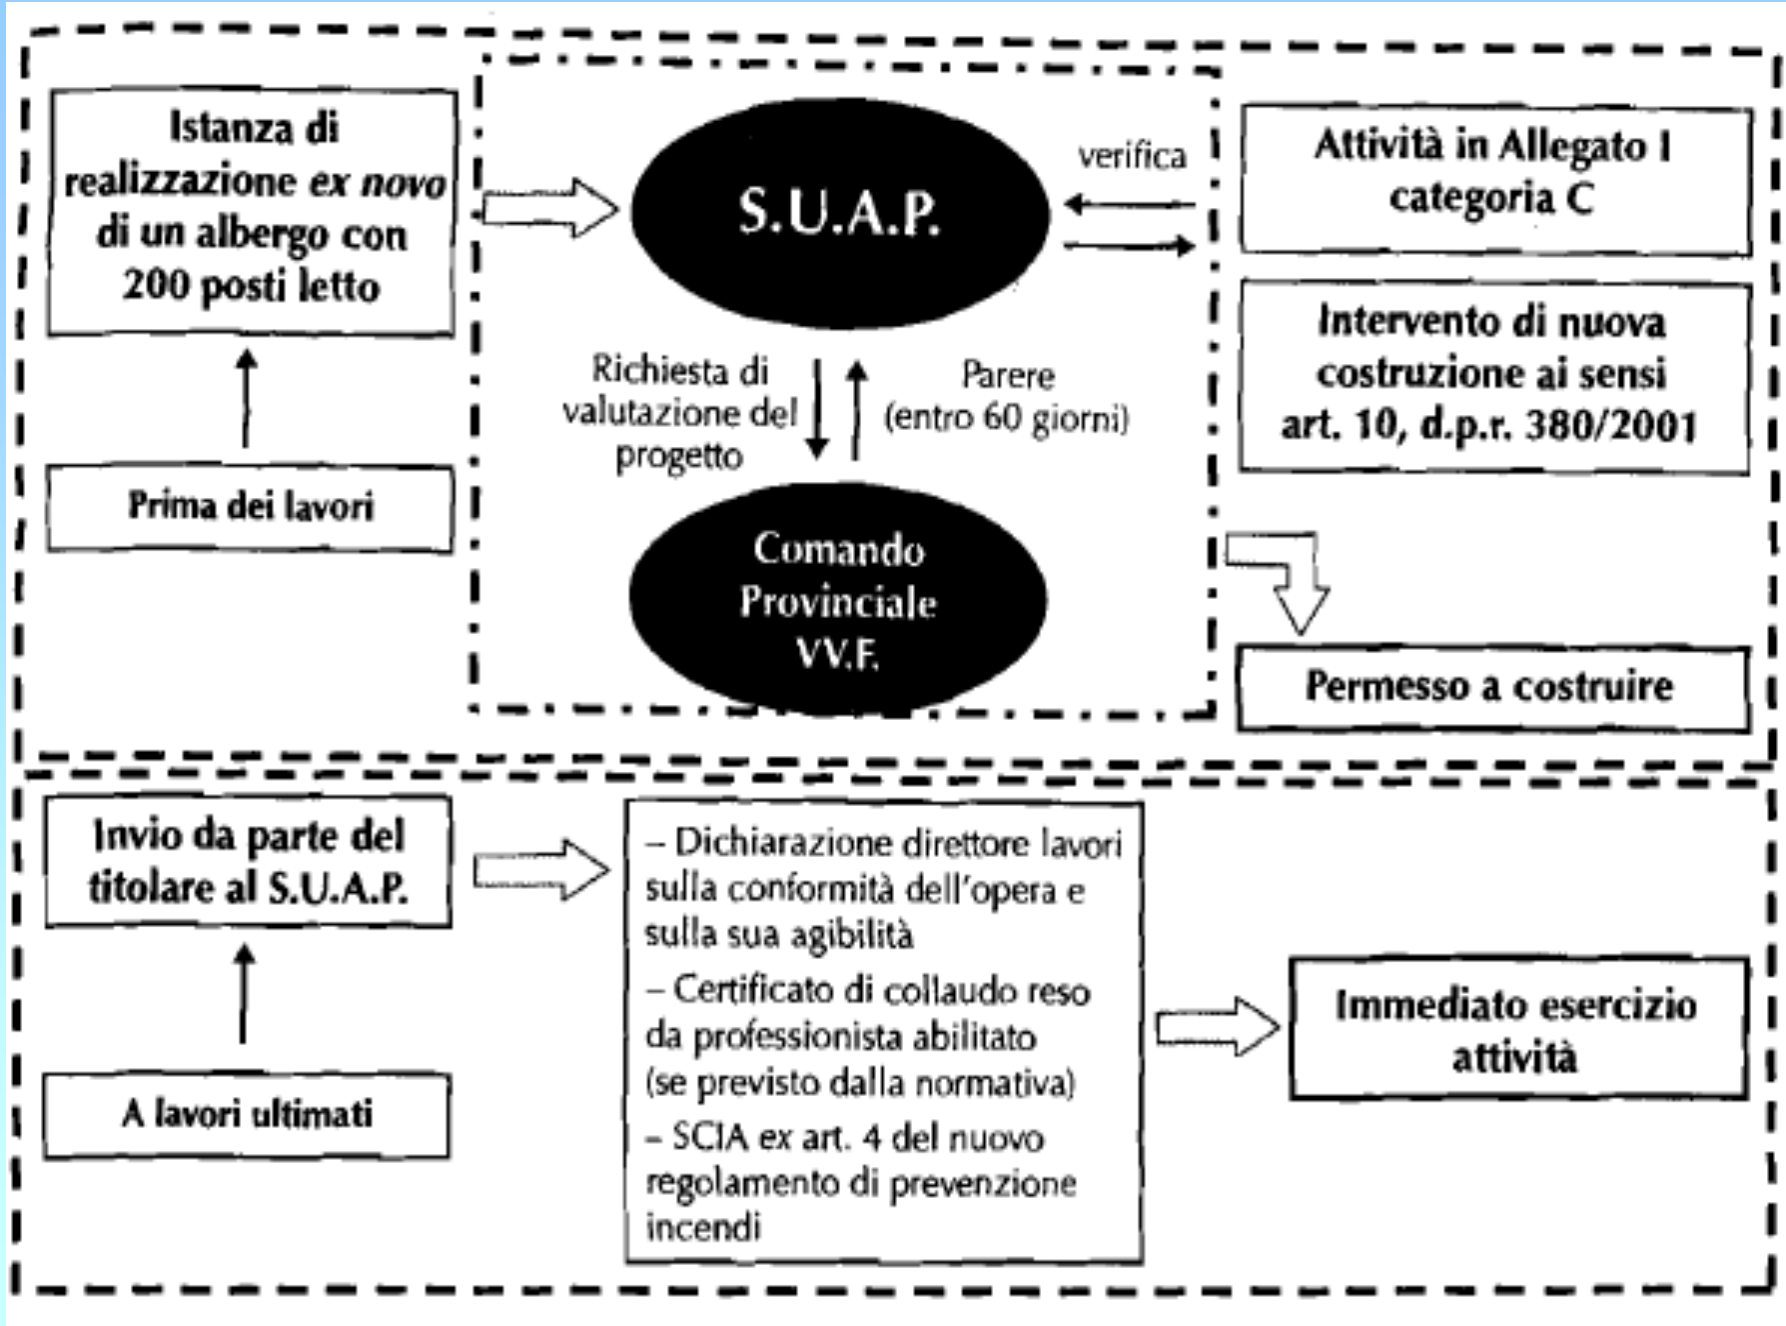 Istanza di
realizzazione ex novo
di un albergo con
200 posti letto
Prima dei lavori
S.U.A.P.
verifica
Richiesta di
valutazione del
progetto
Parere
(entro 60 giorni)
Comando
Provinciale
VV.F.
Attività in Allegato I
categoria C
Intervento di nuova
costruzione ai sensi
art. 10, d.p.r. 380/2001
Permesso a costruire
Invio da parte del
titolare al S.U.A.P.
A lavori ultimati
– Dichiarazione direttore lavori
sulla conformità dell'opera e
sulla sua agibilità
– Certificato di collaudo reso
da professionista abilitato
(se previsto dalla normativa)
– SCIA ex art. 4 del nuovo
regolamento di prevenzione
incendi
Immediato esercizio
attività